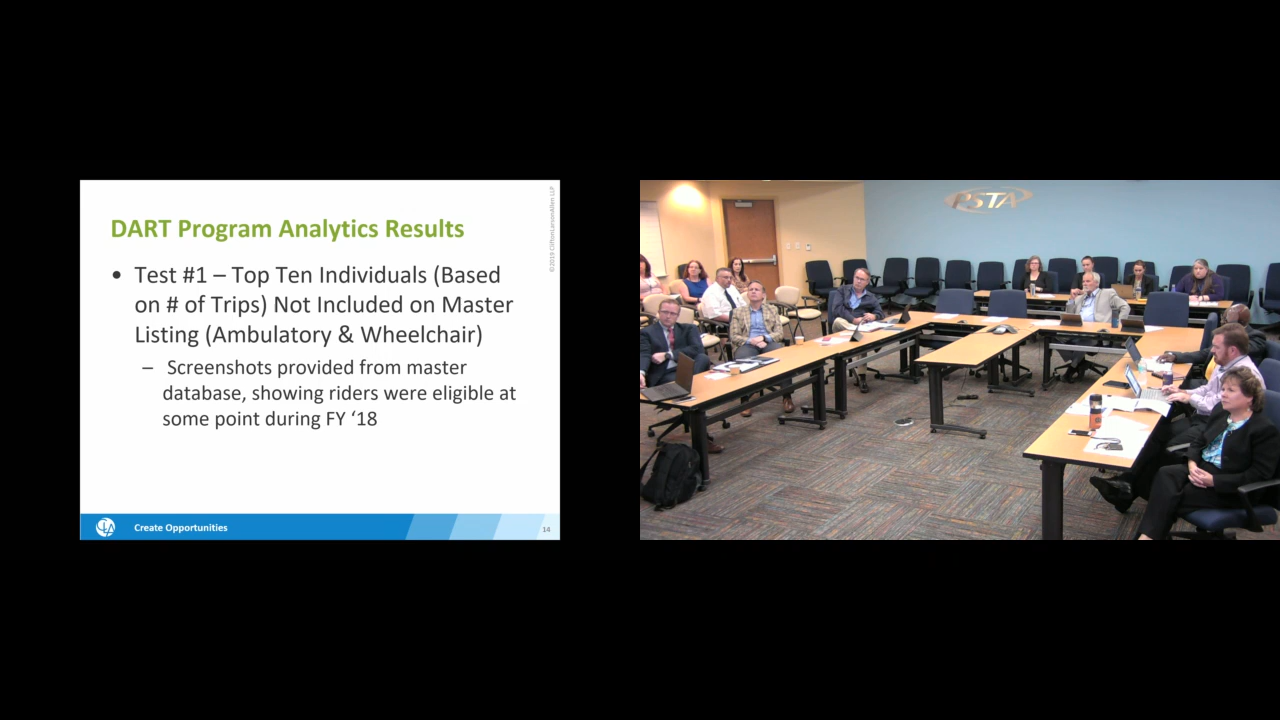 DART Program Analytics Results
• Test #1 – Top Ten Individuals (Based
on # of Trips) Not Included on Master
Listing (Ambulatory & Wheelchair)
– Screenshots provided from master
database, showing riders were eligible at
some point during FY ‘18
©2019 CliftonLarsonAllen LLP
CLA
Create Opportunities
14
PSTA